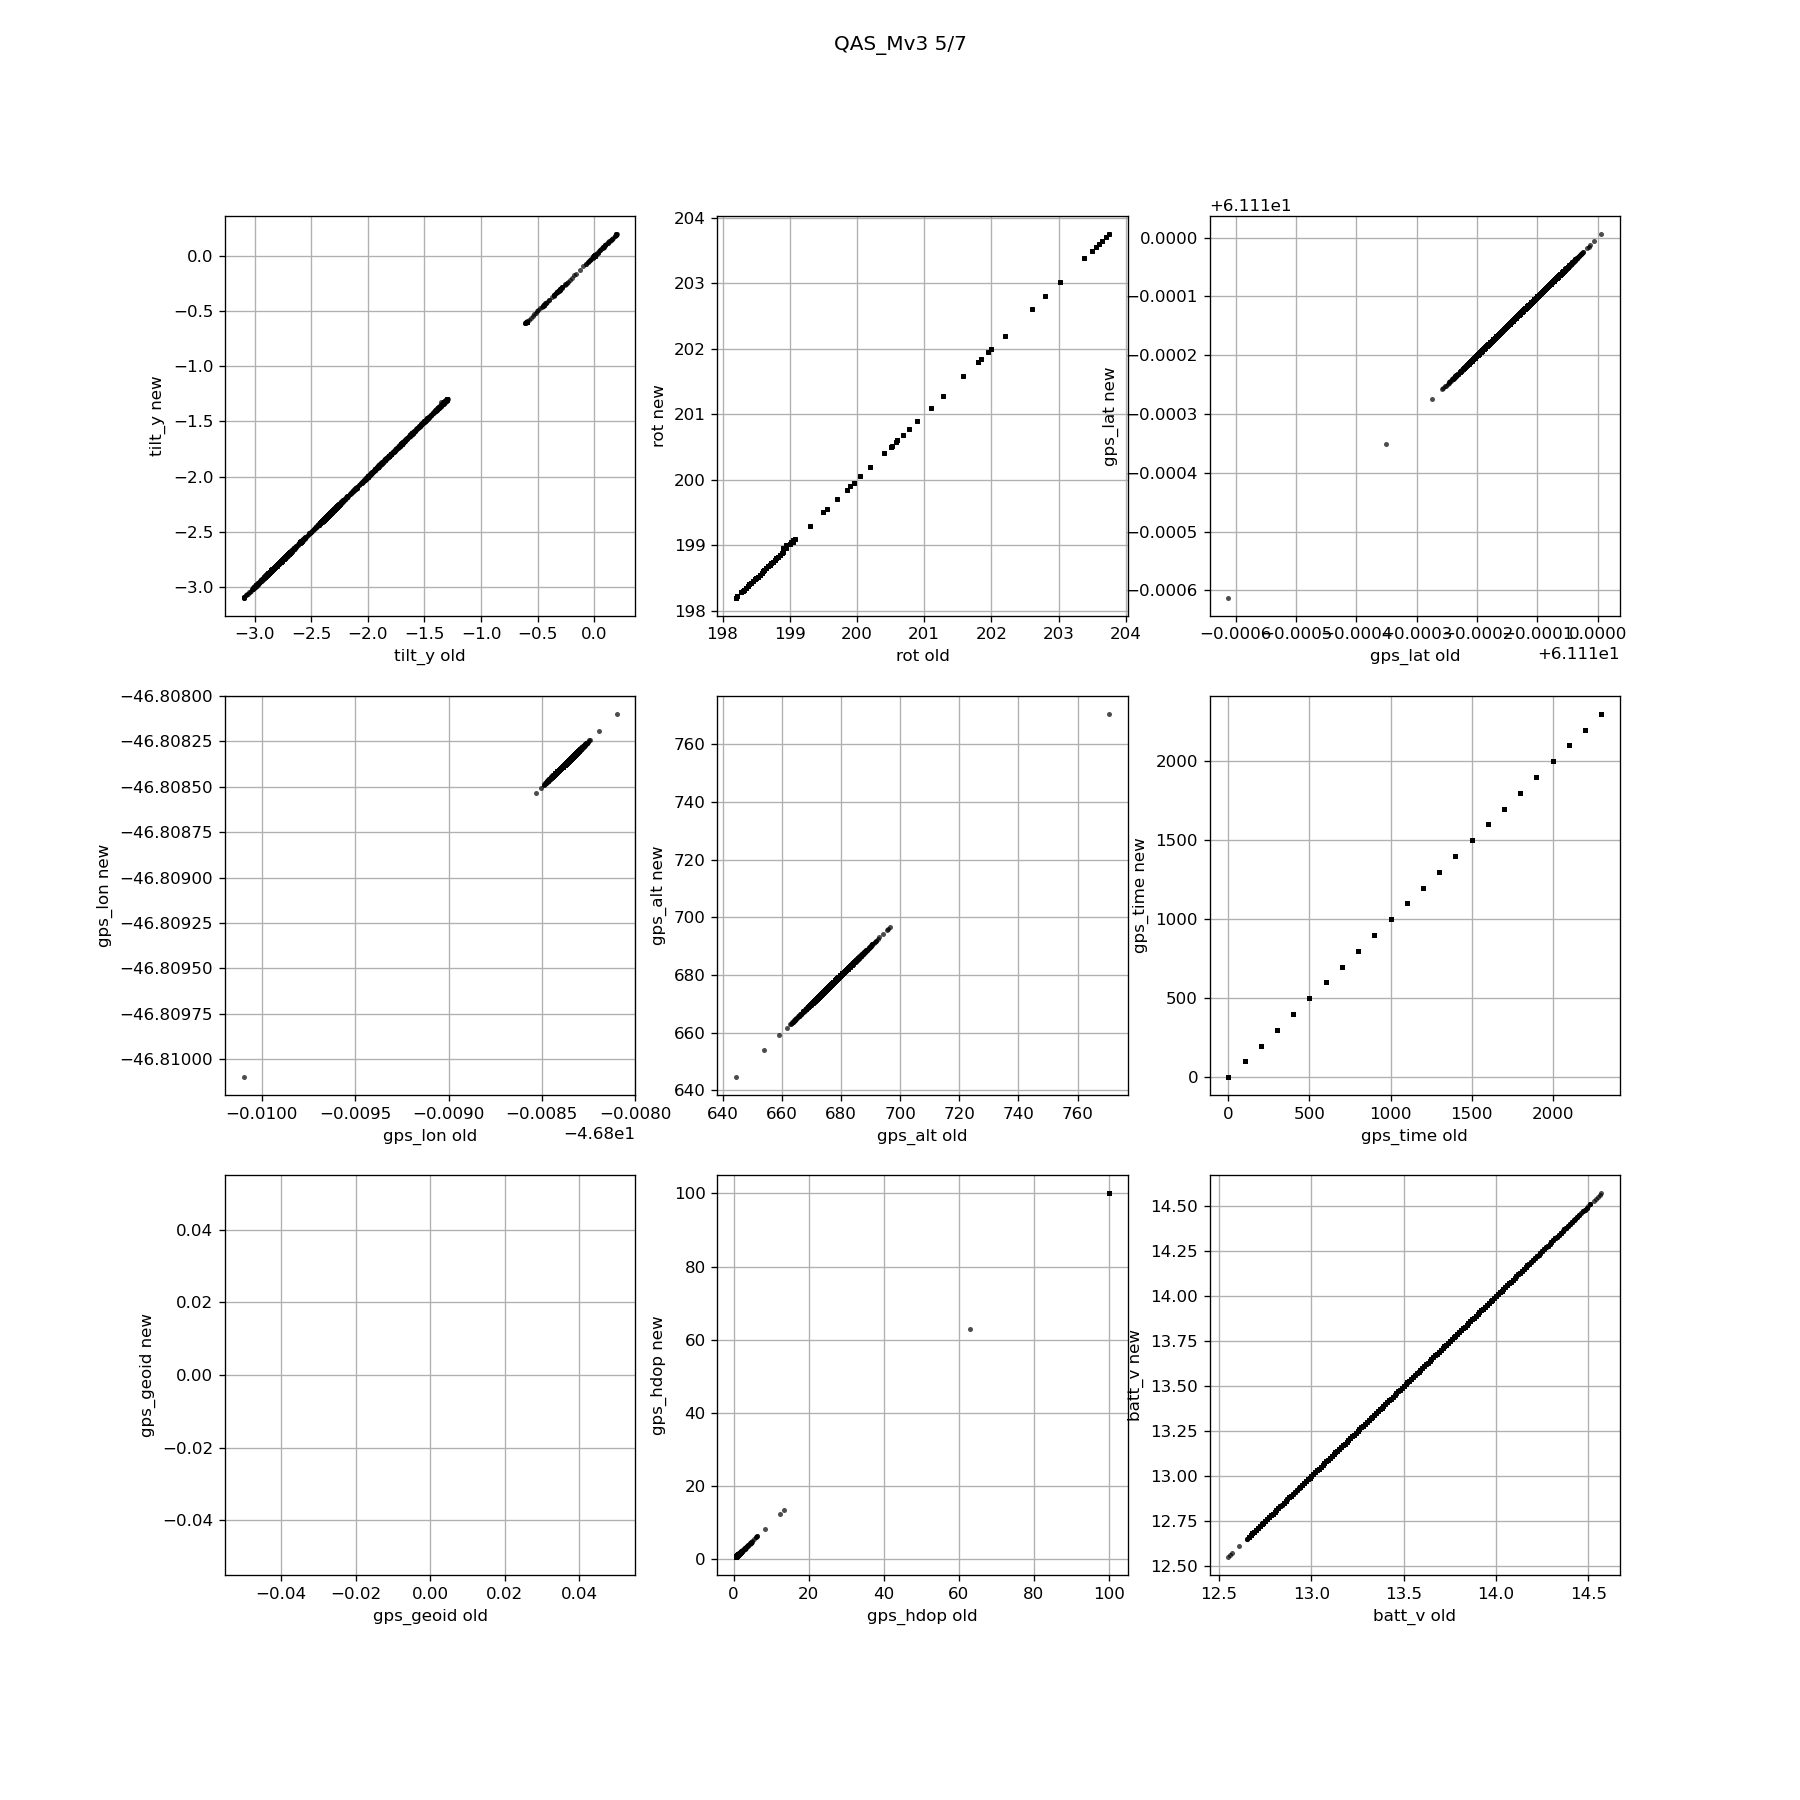 QAS_Mv3 5/7
tilt_y new
0.0
−0.5
−1.0
−1.5
−2.0
−2.5
−3.0
−3.0 −2.5 −2.0 −1.5 −1.0 −0.5 0.0
tilt_y old
rot new
204
203
202
201
200
199
198
198 199 200 201 202 203 204
rot old
+6.111e1
gps_lat new
0.0000
−0.0001
−0.0002
−0.0003
−0.0004
−0.0005
−0.0006
−0.0006 −0.0005 −0.0004 −0.0003 −0.0002 −0.0001 0.0000
gps_lat old
+6.111e1
gps_lon new
−46.80800
−46.80825
−46.80850
−46.80875
−46.80900
−46.80925
−46.80950
−46.80975
−46.81000
−0.0100 −0.0095 −0.0090 −0.0085 −0.0080
gps_lon old
−4.68e1
gps_alt new
760
740
720
700
680
660
640
640 660 680 700 720 740 760
gps_alt old
gps_time new
2000
1500
1000
500
0
0 500 1000 1500 2000
gps_time old
gps_geoid new
0.04
0.02
0.00
−0.02
−0.04
−0.04 −0.02 0.00 0.02 0.04
gps_geoid old
gps_hdop new
100
80
60
40
20
0
0 20 40 60 80 100
gps_hdop old
batt_v new
14.50
14.25
14.00
13.75
13.50
13.25
13.00
12.75
12.50
12.5 13.0 13.5 14.0 14.5
batt_v old